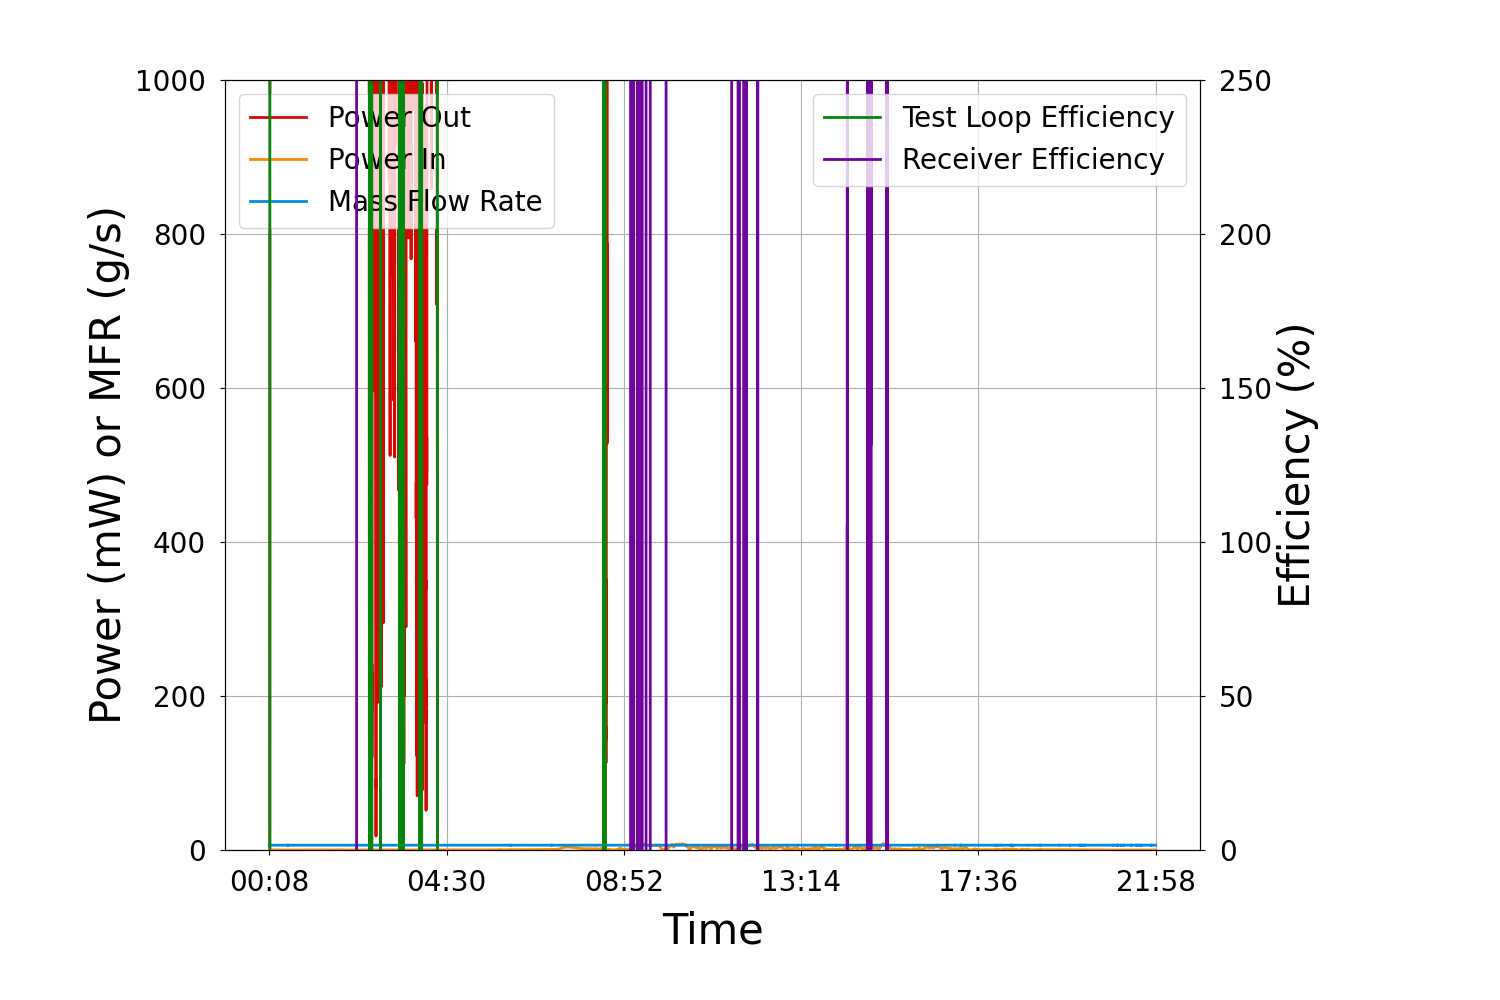 1000
800
600
400
200
0
Power (mW) or MFR (g/s)
Power Out
Power In
Mass Flow Rate
Test Loop Efficiency
Receiver Efficiency
250
200
150
100
50
0
Efficiency (%)
00:08 04:30 08:52 13:14 17:36 21:58
Time